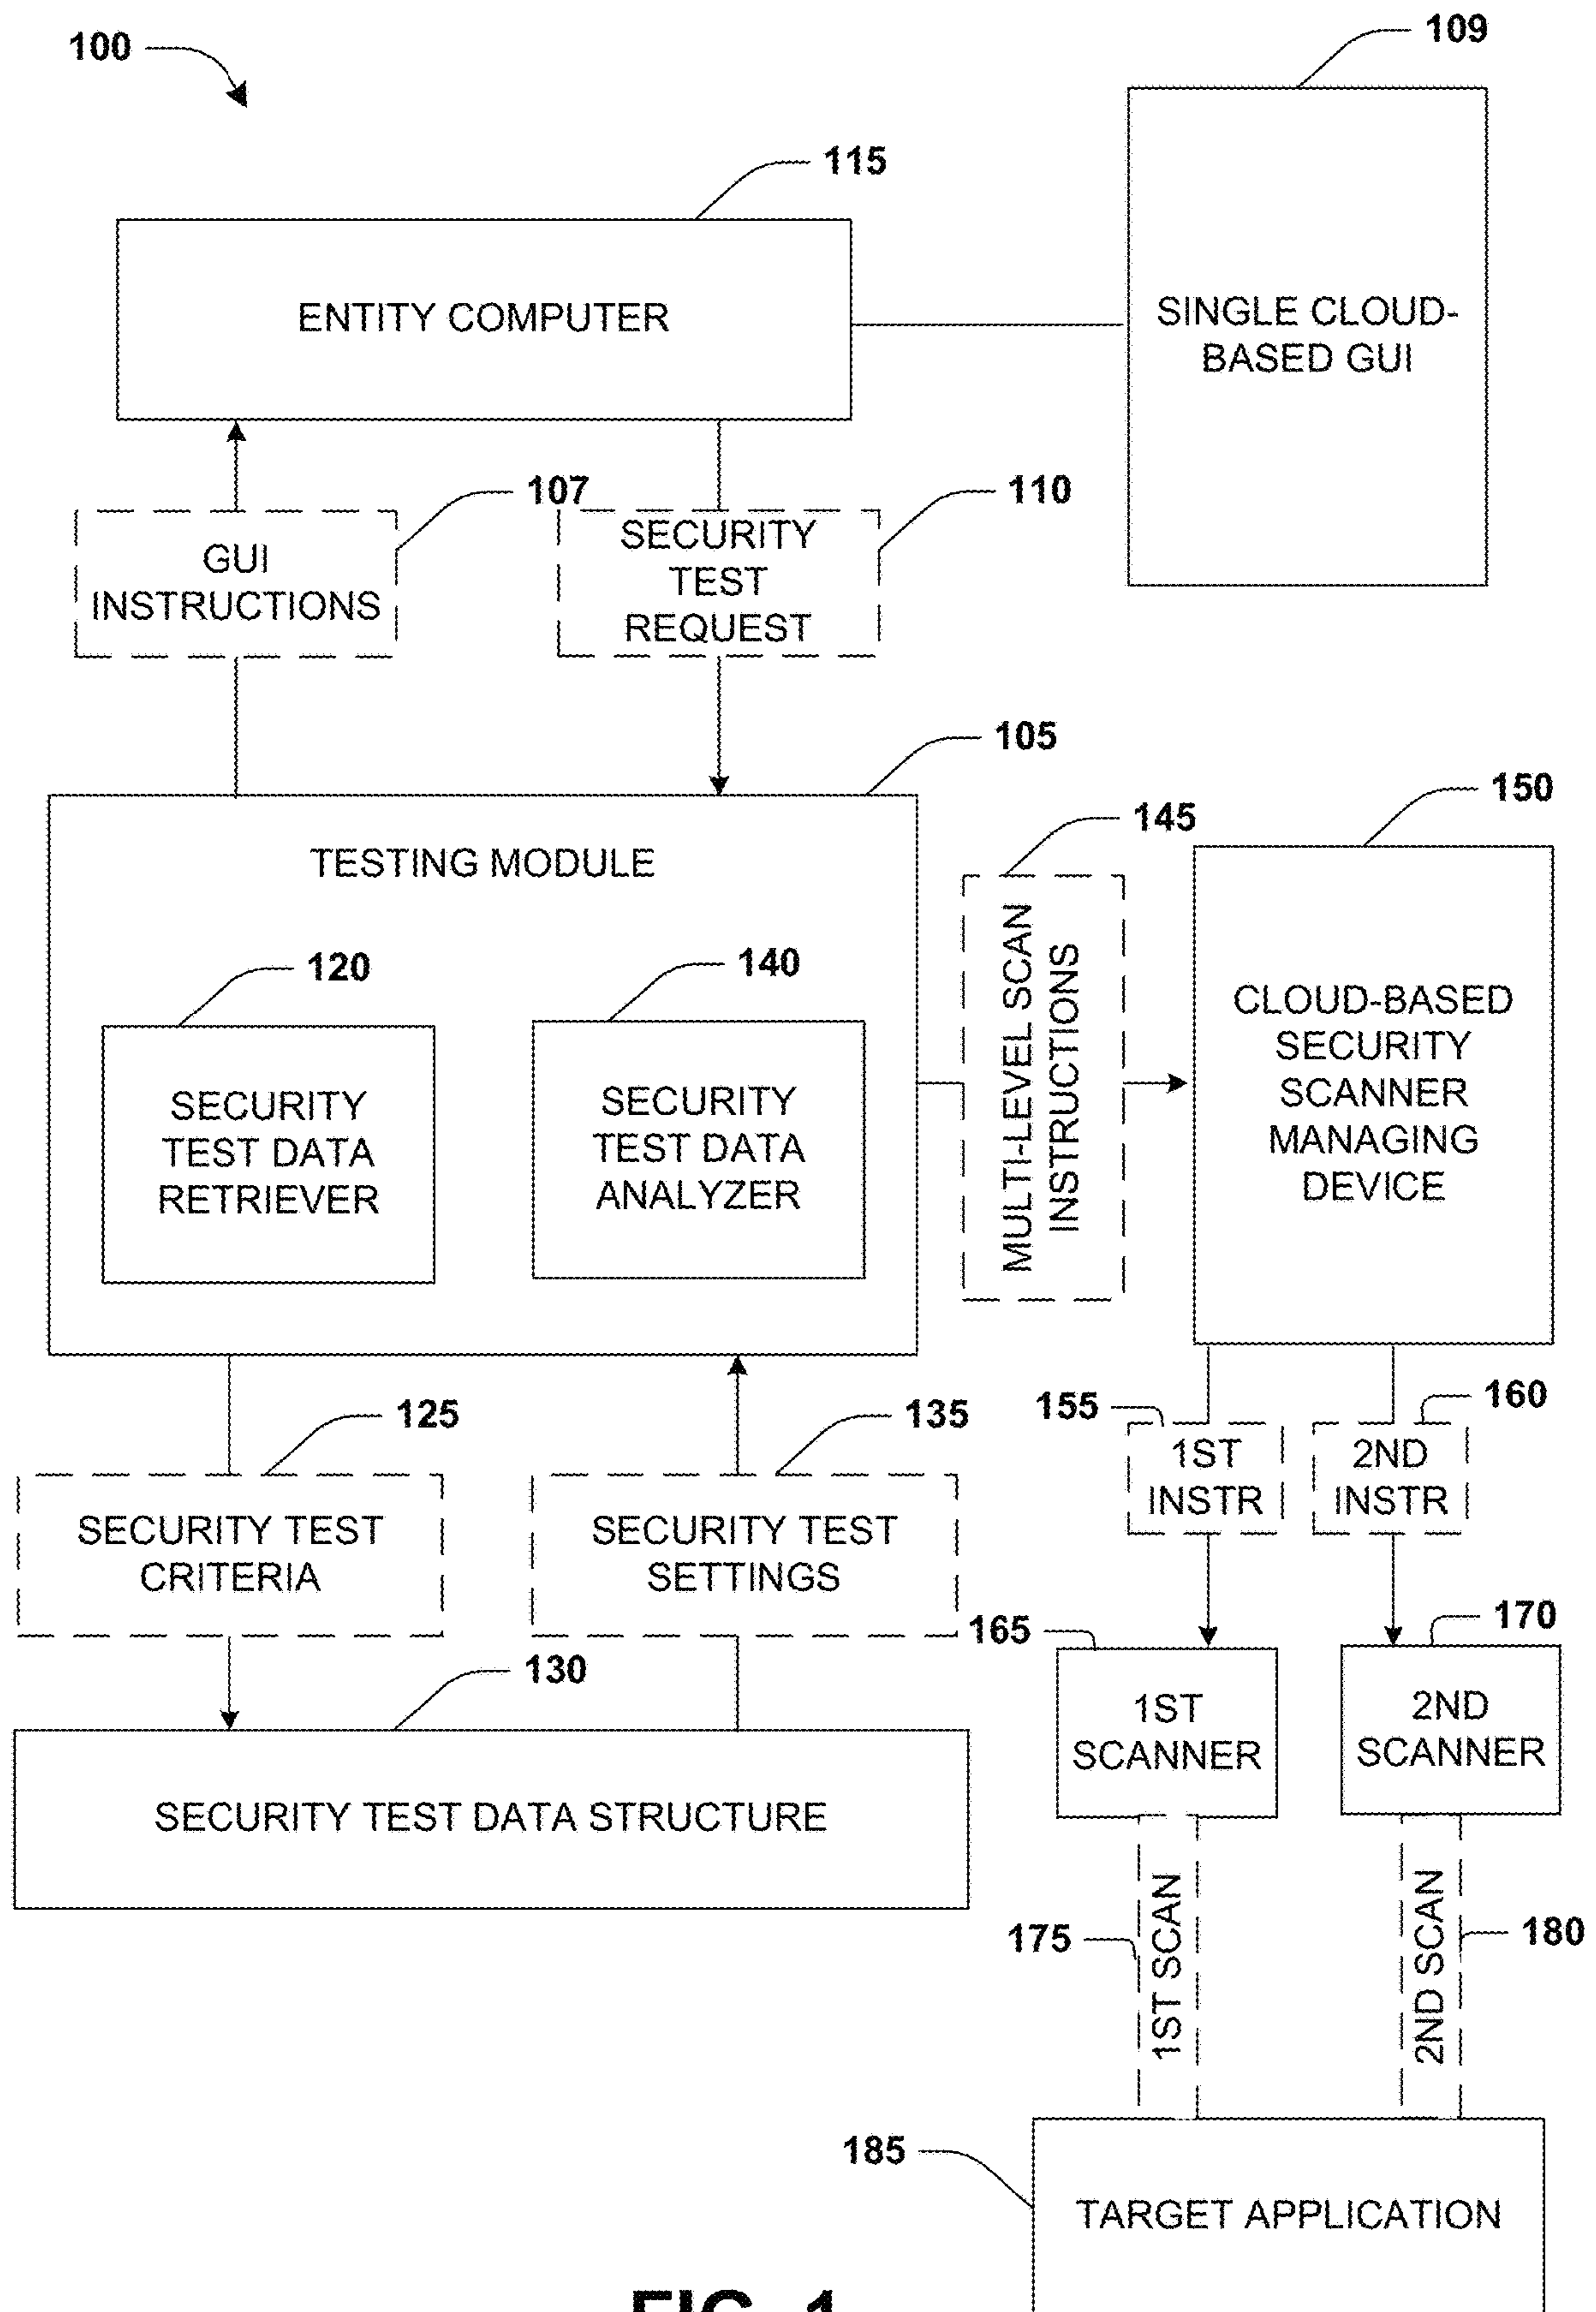 100
109
115
ENTITY COMPUTER
SINGLE CLOUD-
BASED GUI
107
110
GUI
INSTRUCTIONS
SECURITY
TEST
REQUEST
105
150
TESTING MODULE
145
120
140
SECURITY
TEST DATA
RETRIEVER
SECURITY
TEST DATA
ANALYZER
MULTI-LEVEL SCAN
INSTRUCTIONS
CLOUD-BASED
SECURITY
SCANNER
MANAGING
DEVICE
125
135
155
160
SECURITY TEST
CRITERIA
SECURITY TEST
SETTINGS
1ST
INSTR
2ND
INSTR
130
165
170
SECURITY TEST DATA STRUCTURE
1ST
SCANNER
2ND
SCANNER
175
1ST SCAN
2ND SCAN
180
185
TARGET APPLICATION
FIG. 1